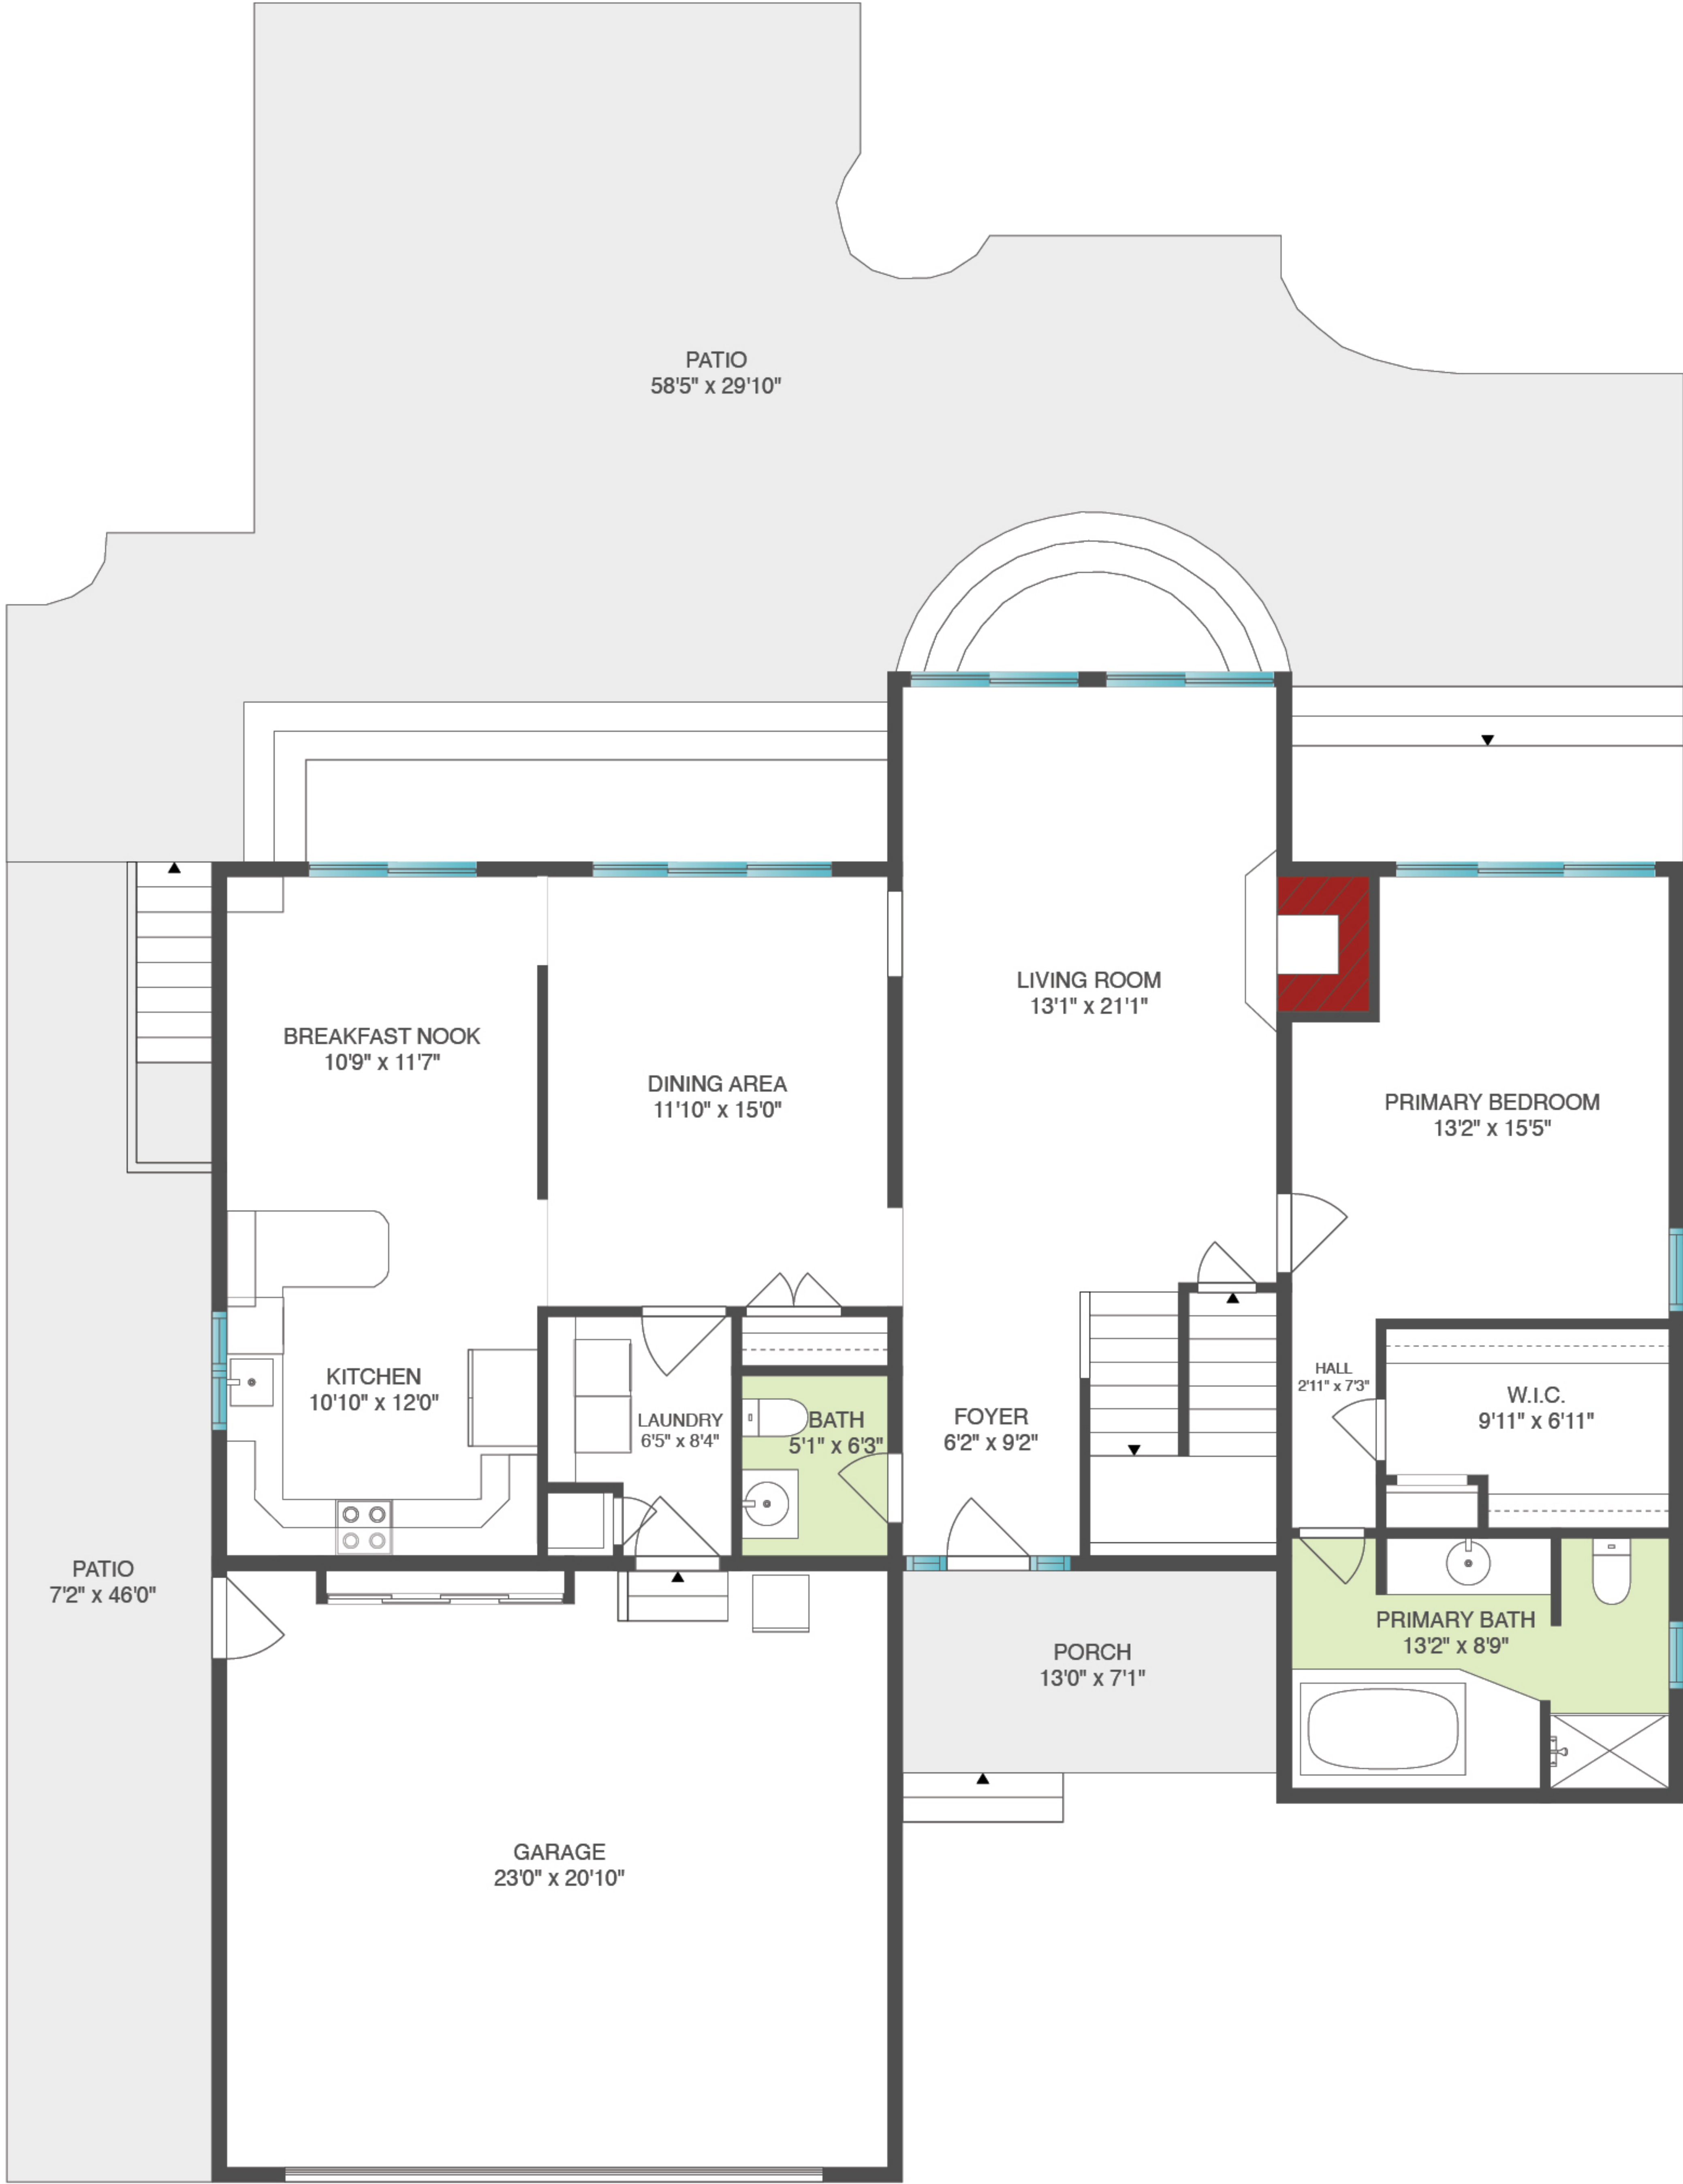 PATIO
58'5" x 29'10"
LIVING ROOM
13'1" x 21'1"
BREAKFAST NOOK
10'9" x 11'7"
DINING AREA
11'10" x 15'0"
PRIMARY BEDROOM
13'2" x 15'5"
KITCHEN
10'10" x 12'0"
LAUNDRY
6'5" x 8'4"
BATH
5'1" x 6'3"
FOYER
6'2" x 9'2"
HALL
2'11" x 7'3"
W.I.C.
9'11" x 6'11"
PATIO
7'2" x 46'0"
PORCH
13'0" x 7'1"
PRIMARY BATH
13'2" x 8'9"
GARAGE
23'0" x 20'10"